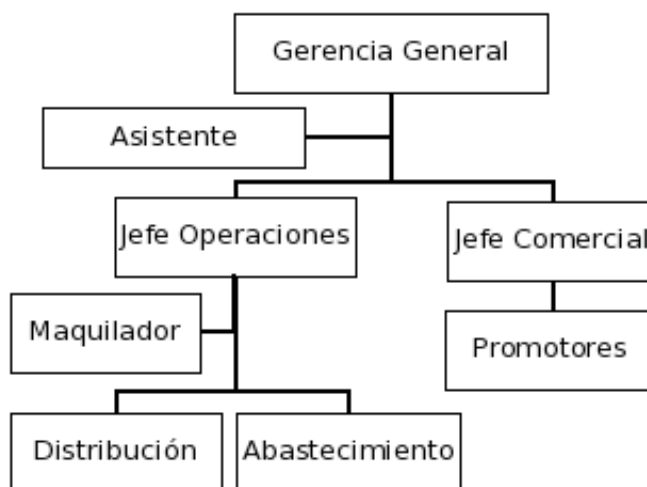 Gerencia General
Asistente
Jefe Operaciones
Jefe Comercial
Maquilador
Promotores
Distribución
Abastecimiento